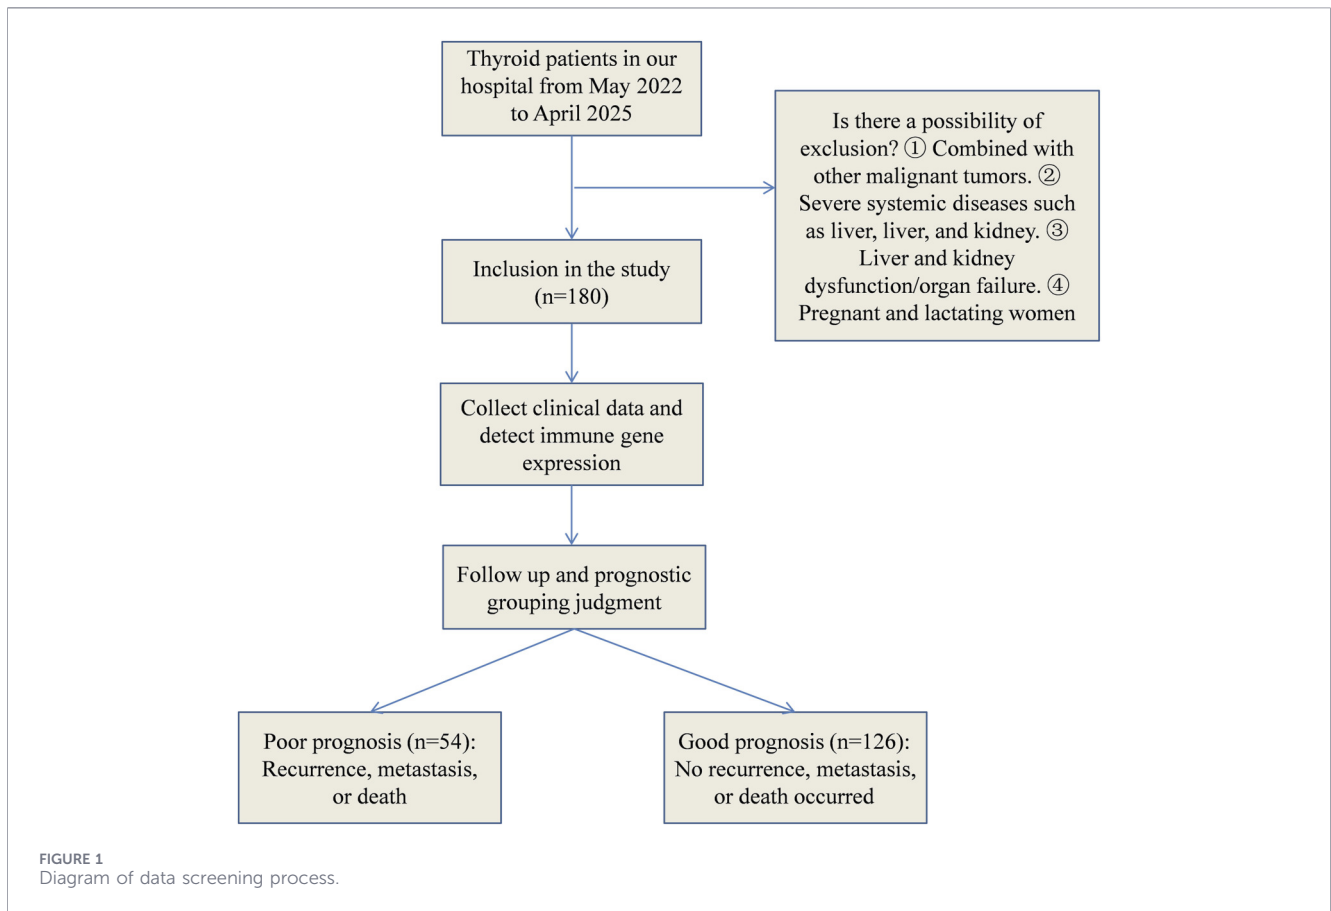 Thyroid patients in our
hospital from May 2022
to April 2025
Is there a possibility of
exclusion? ① Combined with
other malignant tumors. ②
Severe systemic diseases such
as liver, liver, and kidney. ③
Liver and kidney
dysfunction/organ failure. ④
Pregnant and lactating women
Inclusion in the study
(n=180)
Collect clinical data and
detect immune gene
expression
Follow up and prognostic
grouping judgment
Poor prognosis (n=54):
Recurrence, metastasis,
or death
Good prognosis (n=126):
No recurrence, metastasis,
or death occurred
FIGURE 1
Diagram of data screening process.